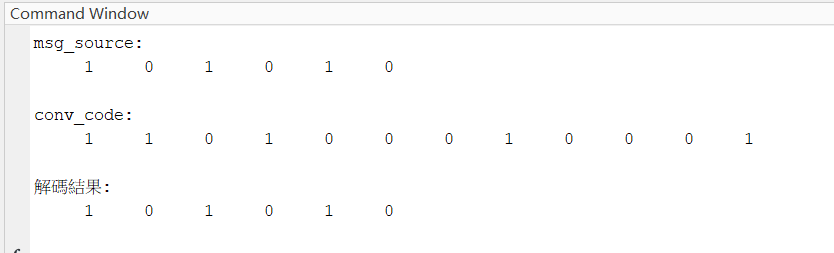 Command Window
msg_source:
1 0 1 0 1 0
conv_code:
1 1 0 1 0 0 0 1 0 0 0 1
解碼結果:
1 0 1 0 1 0